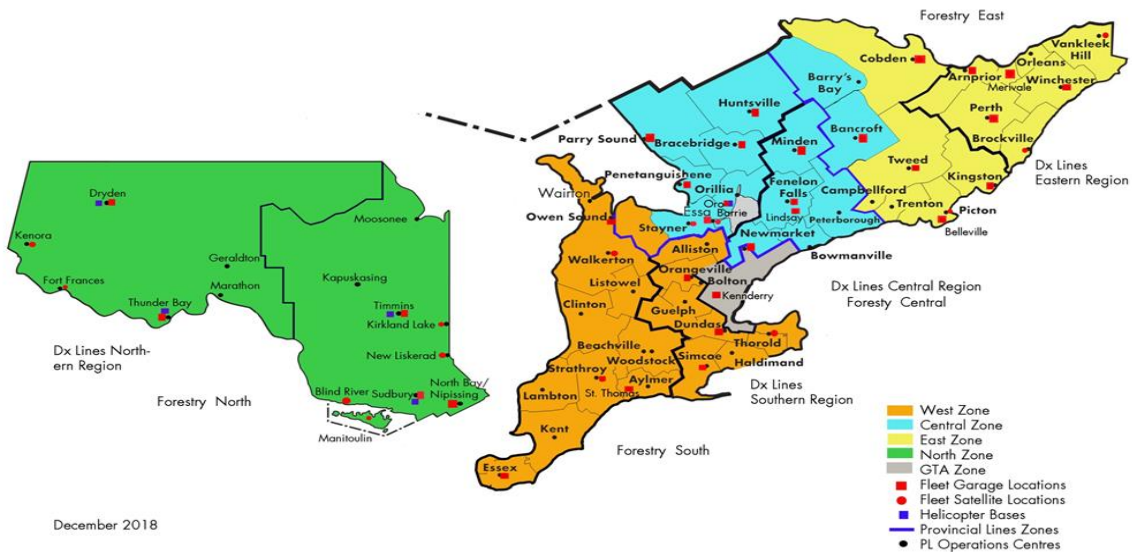 Forestry East
Vankleek
Hill
Orleans
Cobden
Arnprior
Merivale
Winchester
Barry's
Bay
Huntsville
Perth
Parry Sound
Bracebridge
Minden
Bancroft
Brockville
Dx Lines
Eastern Region
Tweed
Penetanguishene
Kingston
Orillia
Fenelon
Falls
Campbellford
Wairton
Oro
Trenton
Picton
Essa
Barrie
Lindsay
Peterborough
Belleville
Owen Sound
Stayner
Newmarket
Bowmanville
Alliston
Walkerton
Orangeville
Bolton
Listowel
Kennderry
Dx Lines Central Region
Foresty Central
Clinton
Guelph
Dundas
Thorold
Beachville
Simcae
Haldimand
Woodstock
Strathroy
Aylmer
St. Thomas
Lambton
Dx Lines
Southern Region
Kent
Forestry South
Essex
Dryden
Moosonee
Kenora
Geraldton
Kapuskasing
Fort Frances
Marathon
Thunder Bay
Timmins
Kirkland Lake
Dx Lines North-
ern Region
New Liskerad
Forestry North
Blind River
Sudbury
North Bay/
Nipissing
Manitoulin
West Zone
Central Zone
East Zone
North Zone
GTA Zone
Fleet Garage Locations
Fleet Satellite Locations
Helicopter Bases
Provincial Lines Zones
PL Operations Centres
December 2018